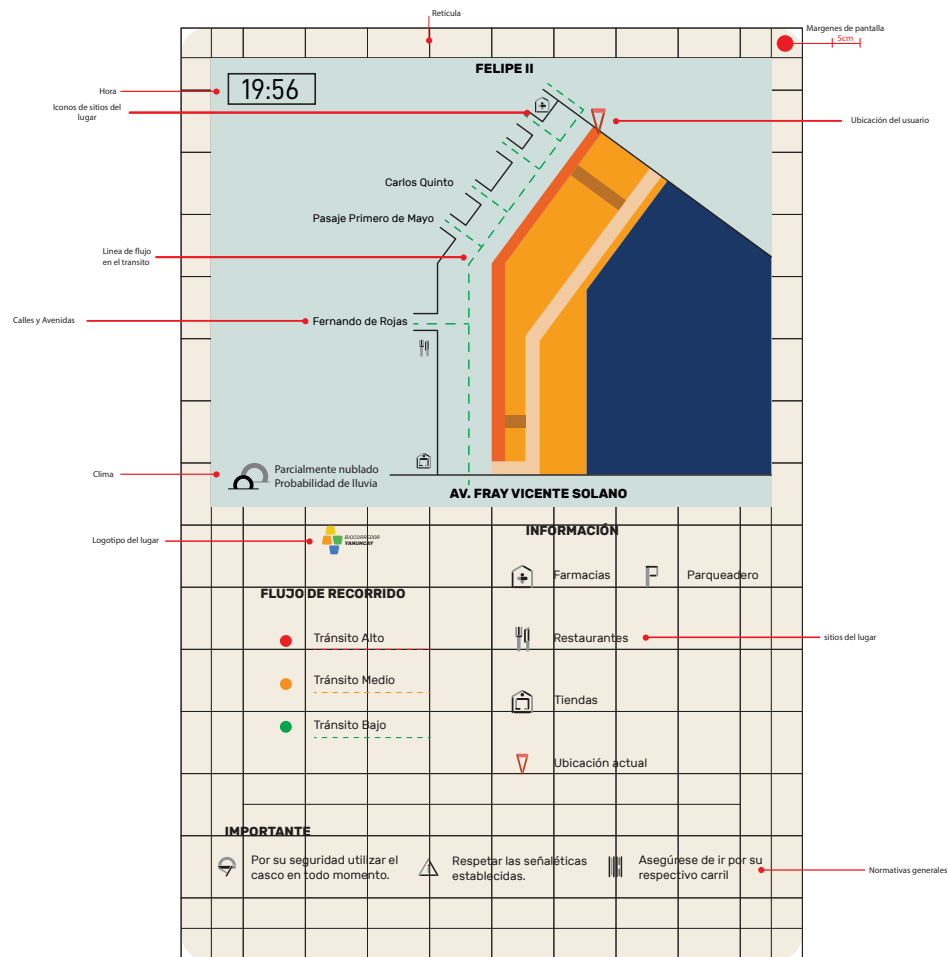 Reticula
Margenes de pantalla
5cm
FELIPE II
Hora
19:56
Iconos de sitios del
lugar
Ubicación del usuario
Carlos Quinto
Pasaje Primero de Mayo
Linea de flujo
en el transito
Calles y Avenidas
Fernando de Rojas
Clima
Parcialmente nublado
Probabilidad de lluvia
AV. FRAY VICENTE SOLANO
Logotipo del lugar
BIOCORREDOR
YANUNCAY
INFORMACIÓN
Farmacias
Parqueadero
FLUJO DE RECORRIDO
Tránsito Alto
Restaurantes
sitios del lugar
Tránsito Medio
Tiendas
Tránsito Bajo
Ubicación actual
IMPORTANTE
Por su seguridad utilizar el
casco en todo momento.
Respetar las señaléticas
establecidas.
Asegúrese de ir por su
respectivo carril
Normativas generales